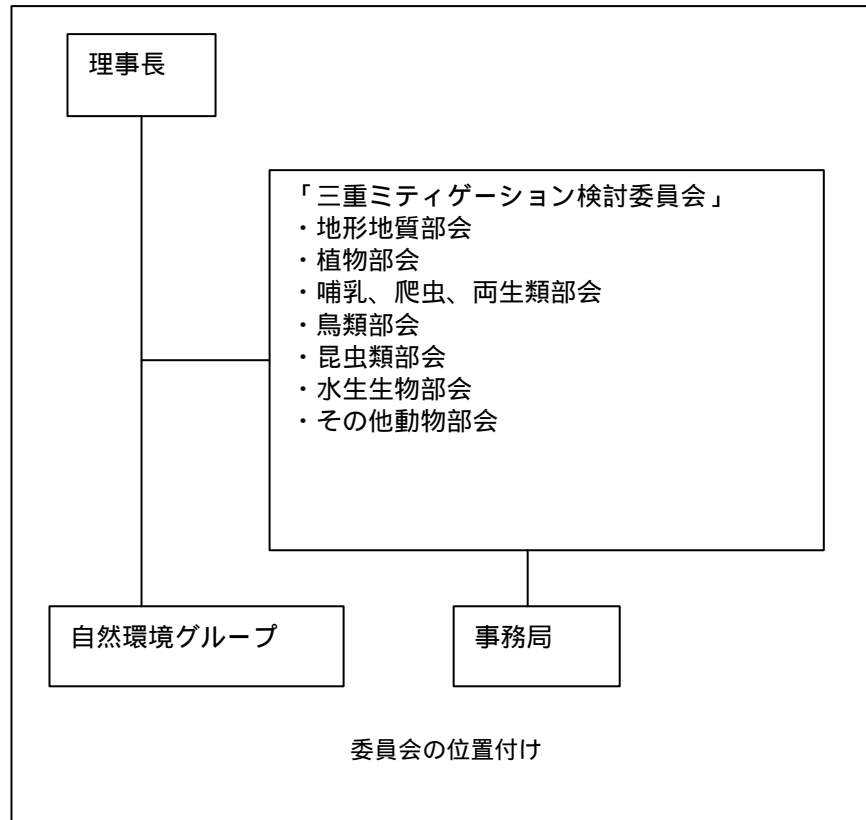 理事長
「三重ミティゲーション検討委員会」
・地形地質部会
・植物部会
・哺乳、爬虫、両生類部会
・鳥類部会
・昆虫類部会
・水生生物部会
・その他動物部会
自然環境グループ
事務局
委員会の位置付け